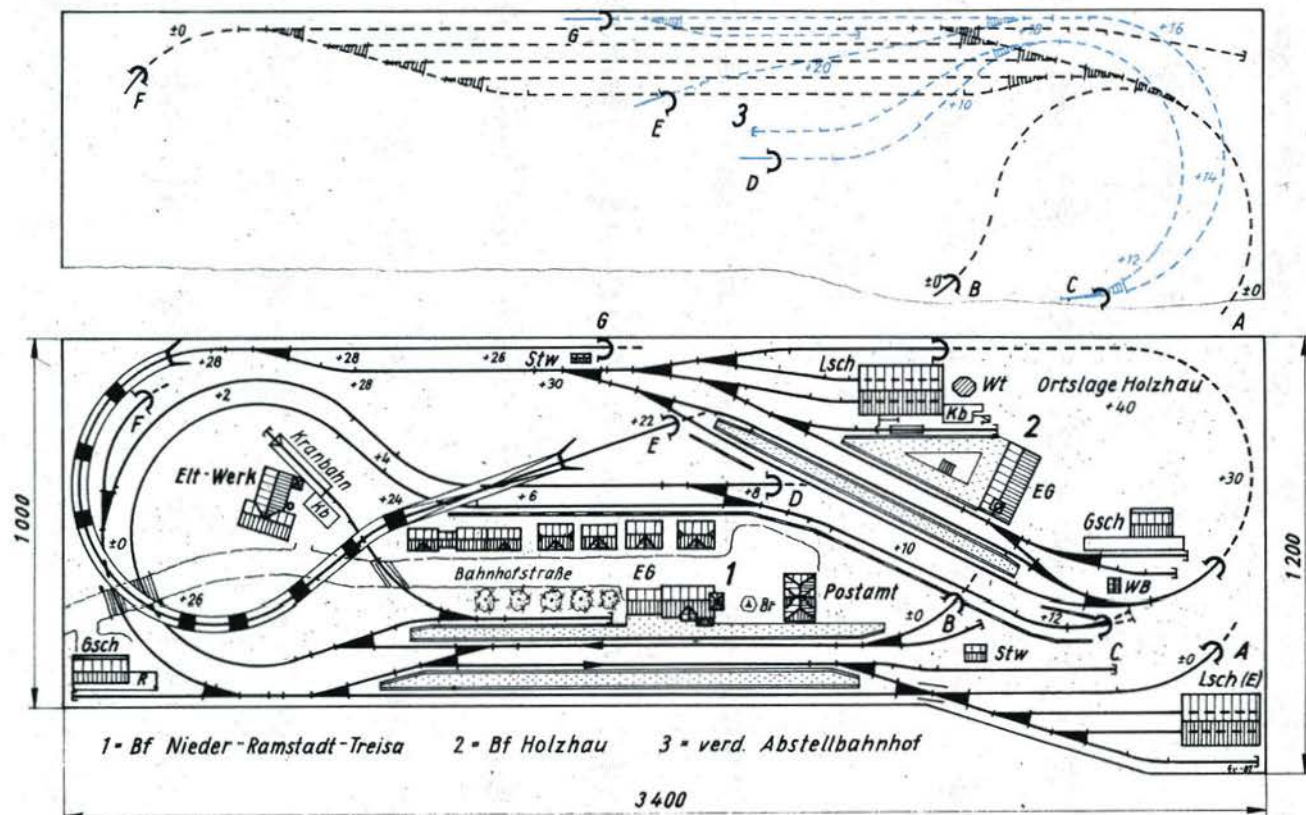 ±0
G
+18
+16
F
+20
+10
E
3
D
+14
+12
±0
B
C
±0
A
G
+28
+28
+26
Stw
+28
+30
Lsch
Wt
Ortslage Holzhau
+40
Kb
2
F
+2
Kranbahn
+22
E
+4
Elt-Werk
Kb
+24
+6
+8
D
EG
+30
Gsch
±0
+10
Bahnhofstraße
EG
1
Br
Postamt
WB
+26
±0
B
+12
C
Stw
±0
A
Gsch
R
Lsch (E)
1000
1200
1 = Bf Nieder-Ramstadt-Treisa
2 = Bf Holzhau
3 = verd. Abstellbahnhof
3400